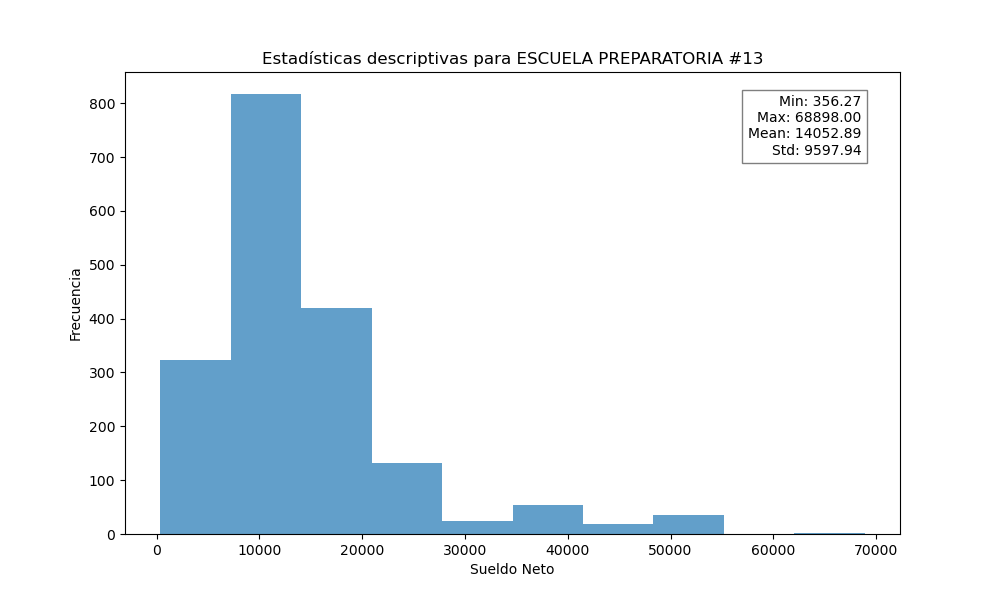 Estadísticas descriptivas para ESCUELA PREPARATORIA #13
Min: 356.27
Max: 68898.00
Mean: 14052.89
Std: 9597.94
800
700
600
500
400
300
200
100
0
Frecuencia
0 10000 20000 30000 40000 50000 60000 70000
Sueldo Neto